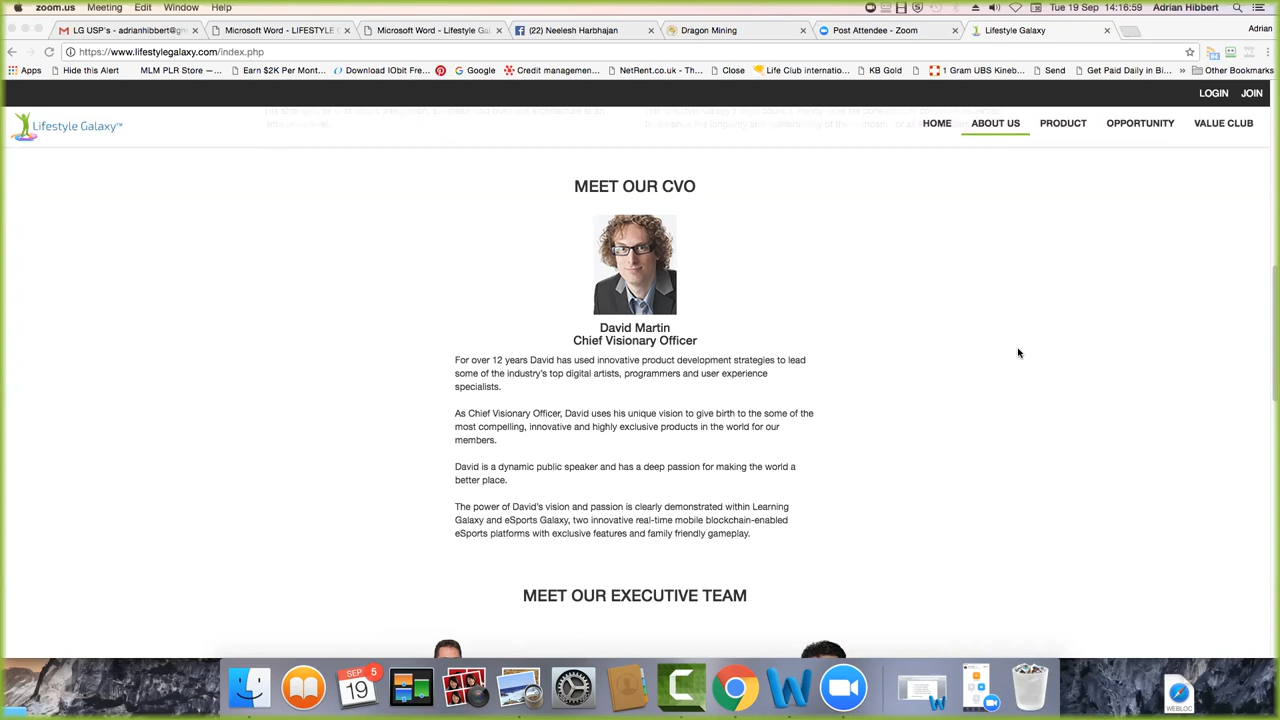 zoom.us Meeting Edit Window Help
Tue 19 Sep 14:16:59 Adrian Hibbert
LG USP's - adrianhibbert@gm
Microsoft Word - LIFESTYLE G
Microsoft Word - Lifestyle Gal
(22) Neelesh Harbhajan
Dragon Mining
Post Attendee - Zoom
Lifestyle Galaxy
Adrian
https://www.lifestylegalaxy.com/index.php
Apps
Hide this Alert
MLM PLR Store —...
Earn $2K Per Mont...
Download IObit Fr...
Google
Credit managemen...
NetRent.co.uk - Th...
Close
Life Club internatio...
KB Gold
1 Gram UBS Kineb...
Send
Get Paid Daily in Bi...
»
Other Bookmarks
LOGIN JOIN
Lifestyle Galaxy™
HOME ABOUT US PRODUCT OPPORTUNITY VALUE CLUB
MEET OUR CVO
David Martin
Chief Visionary Officer
For over 12 years David has used innovative product development strategies to lead
some of the industry's top digital artists, programmers and user experience
specialists.
As Chief Visionary Officer, David uses his unique vision to give birth to the some of the
most compelling, innovative and highly exclusive products in the world for our
members.
David is a dynamic public speaker and has a deep passion for making the world a
better place.
The power of David's vision and passion is clearly demonstrated within Learning
Galaxy and eSports Galaxy, two innovative real-time mobile blockchain-enabled
eSports platforms with exclusive features and family friendly gameplay.
MEET OUR EXECUTIVE TEAM
SEP 5
19
WEBLOC